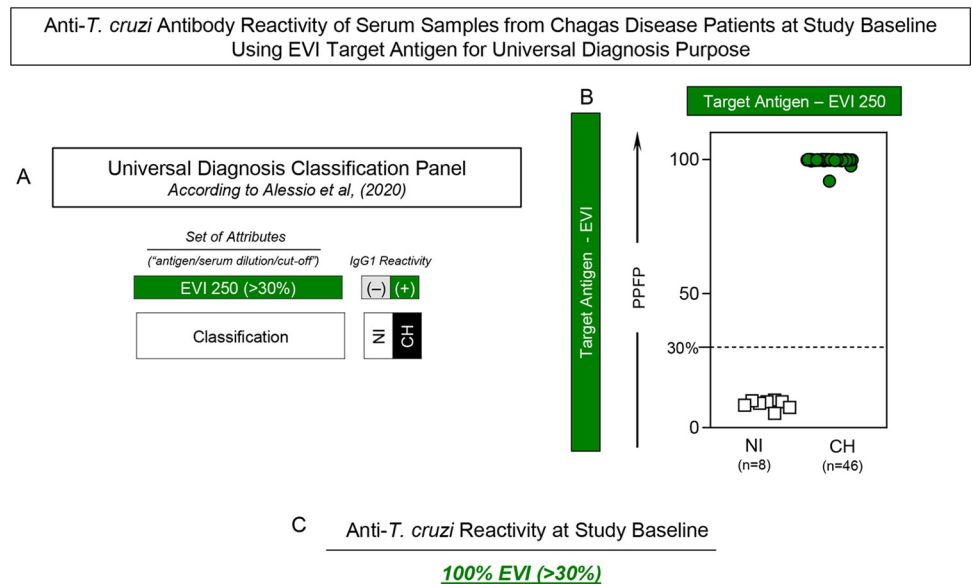 Anti-T. cruzi Antibody Reactivity of Serum Samples from Chagas Disease Patients at Study Baseline
Using EVI Target Antigen for Universal Diagnosis Purpose
A
Universal Diagnosis Classification Panel
According to Alessio et al, (2020)
Set of Attributes
("antigen/serum dilution/cut-off")
IgG1 Reactivity
EVI 250 (>30%)
(–)
(+)
Classification
NI
CH
B
Target Antigen - EVI
PPFP
Target Antigen – EVI 250
100
50
30%
0
NI
(n=8)
CH
(n=46)
C
Anti-T. cruzi Reactivity at Study Baseline
100% EVI (>30%)